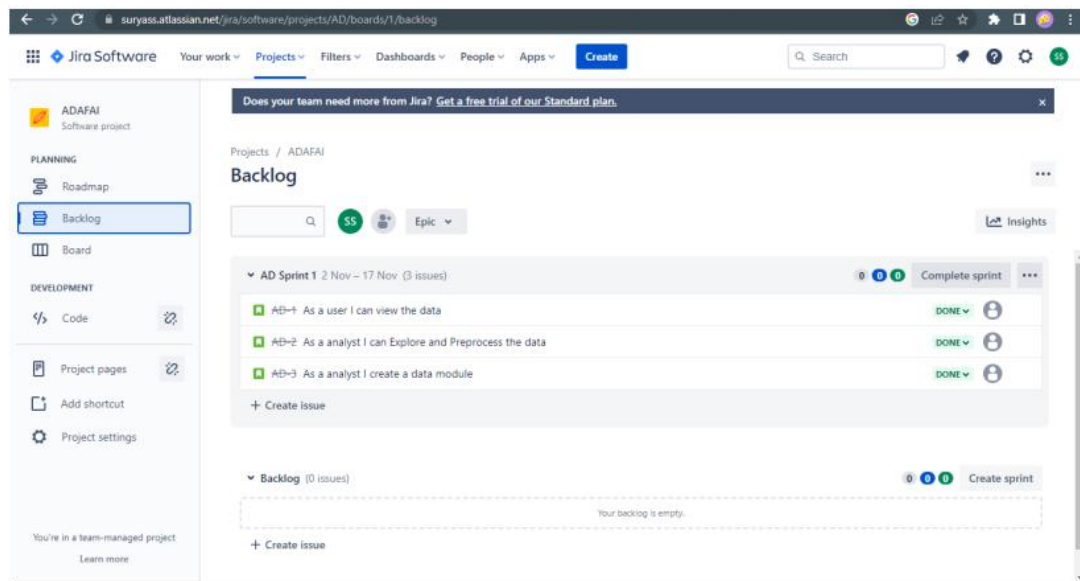 suryass.atlassian.net/jira/software/projects/AD/boards/1/backlog
Jira Software Your work Projects Filters Dashboards People Apps Create Search SS
Does your team need more from Jira? Get a free trial of our Standard plan.
ADAFAI
Software project
PLANNING
Roadmap
Backlog
Board
DEVELOPMENT
Code
Project pages
Add shortcut
Project settings
You're in a team-managed project
Learn more
Projects / ADAFAI
Backlog
SS Epic Insights
AD Sprint 1 2 Nov – 17 Nov (3 issues) 0 0 0 Complete sprint
AD-1 As a user I can view the data DONE
AD-2 As a analyst I can Explore and Preprocess the data DONE
AD-3 As a analyst I create a data module DONE
+ Create issue
Backlog (0 issues) 0 0 0 Create sprint
Your backlog is empty.
+ Create issue